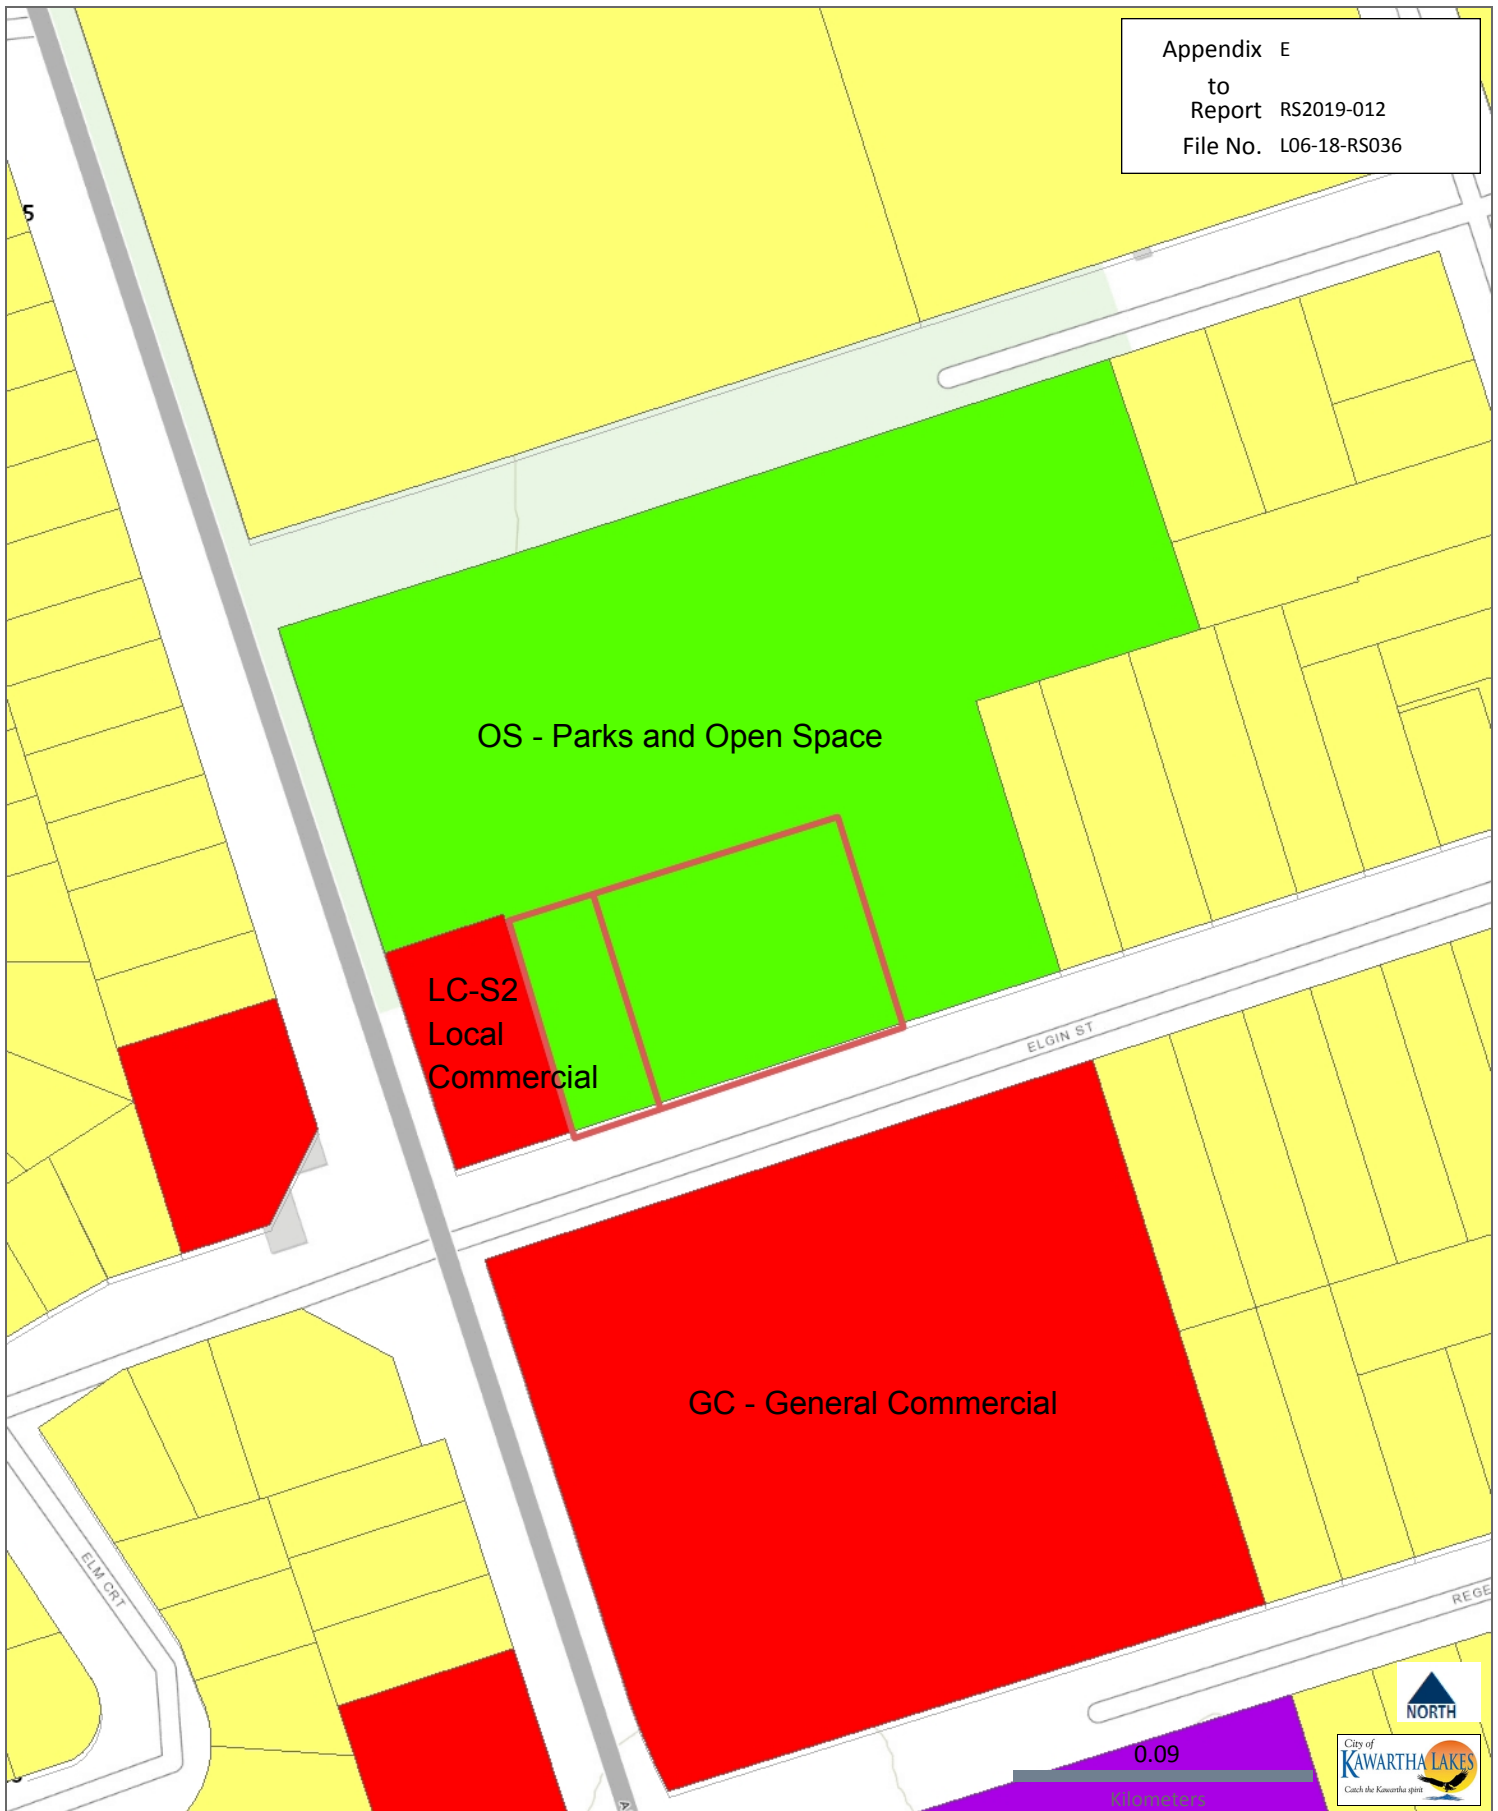 Appendix E
to
Report RS2019-012
File No. L06-18-RS036
5
OS - Parks and Open Space
LC-S2
Local
Commercial
ELGIN ST
GC - General Commercial
ELM CRT
REGE
NORTH
0.09
Kilometers
City of
KAWARTHA LAKES
Catch the Kawartha spirit
A